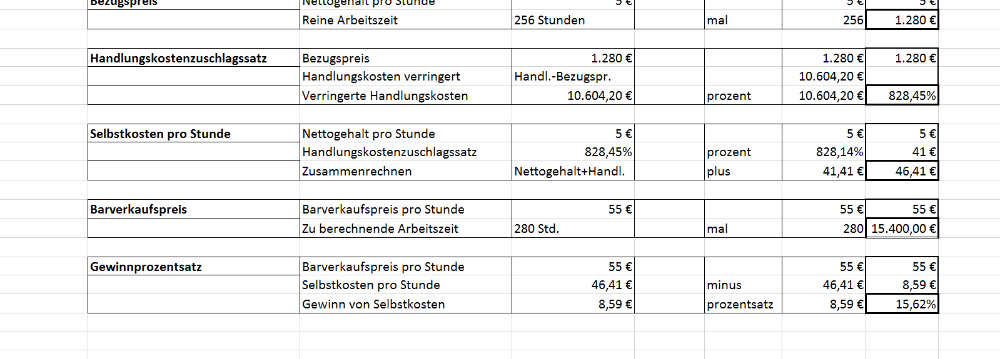 Bezugspreis Nettogehalt pro Stunde 5 € 5 € 5 €
Reine Arbeitszeit 256 Stunden mal 256 1.280 €
Handlungskostenzuschlagssatz Bezugspreis 1.280 € 1.280 € 1.280 €
Handlungskosten verringert Handl.-Bezugspr. 10.604,20 €
Verringerte Handlungskosten 10.604,20 € prozent 10.604,20 € 828,45%
Selbstkosten pro Stunde Nettogehalt pro Stunde 5 € 5 € 5 €
Handlungskostenzuschlagssatz 828,45% prozent 828,14% 41 €
Zusammenrechnen Nettogehalt+Handl. plus 41,41 € 46,41 €
Barverkaufspreis Barverkaufspreis pro Stunde 55 € 55 € 55 €
Zu berechnende Arbeitszeit 280 Std. mal 280 15.400,00 €
Gewinnprozentsatz Barverkaufspreis pro Stunde 55 € 55 € 55 €
Selbstkosten pro Stunde 46,41 € minus 46,41 € 8,59 €
Gewinn von Selbstkosten 8,59 € prozentsatz 8,59 € 15,62%